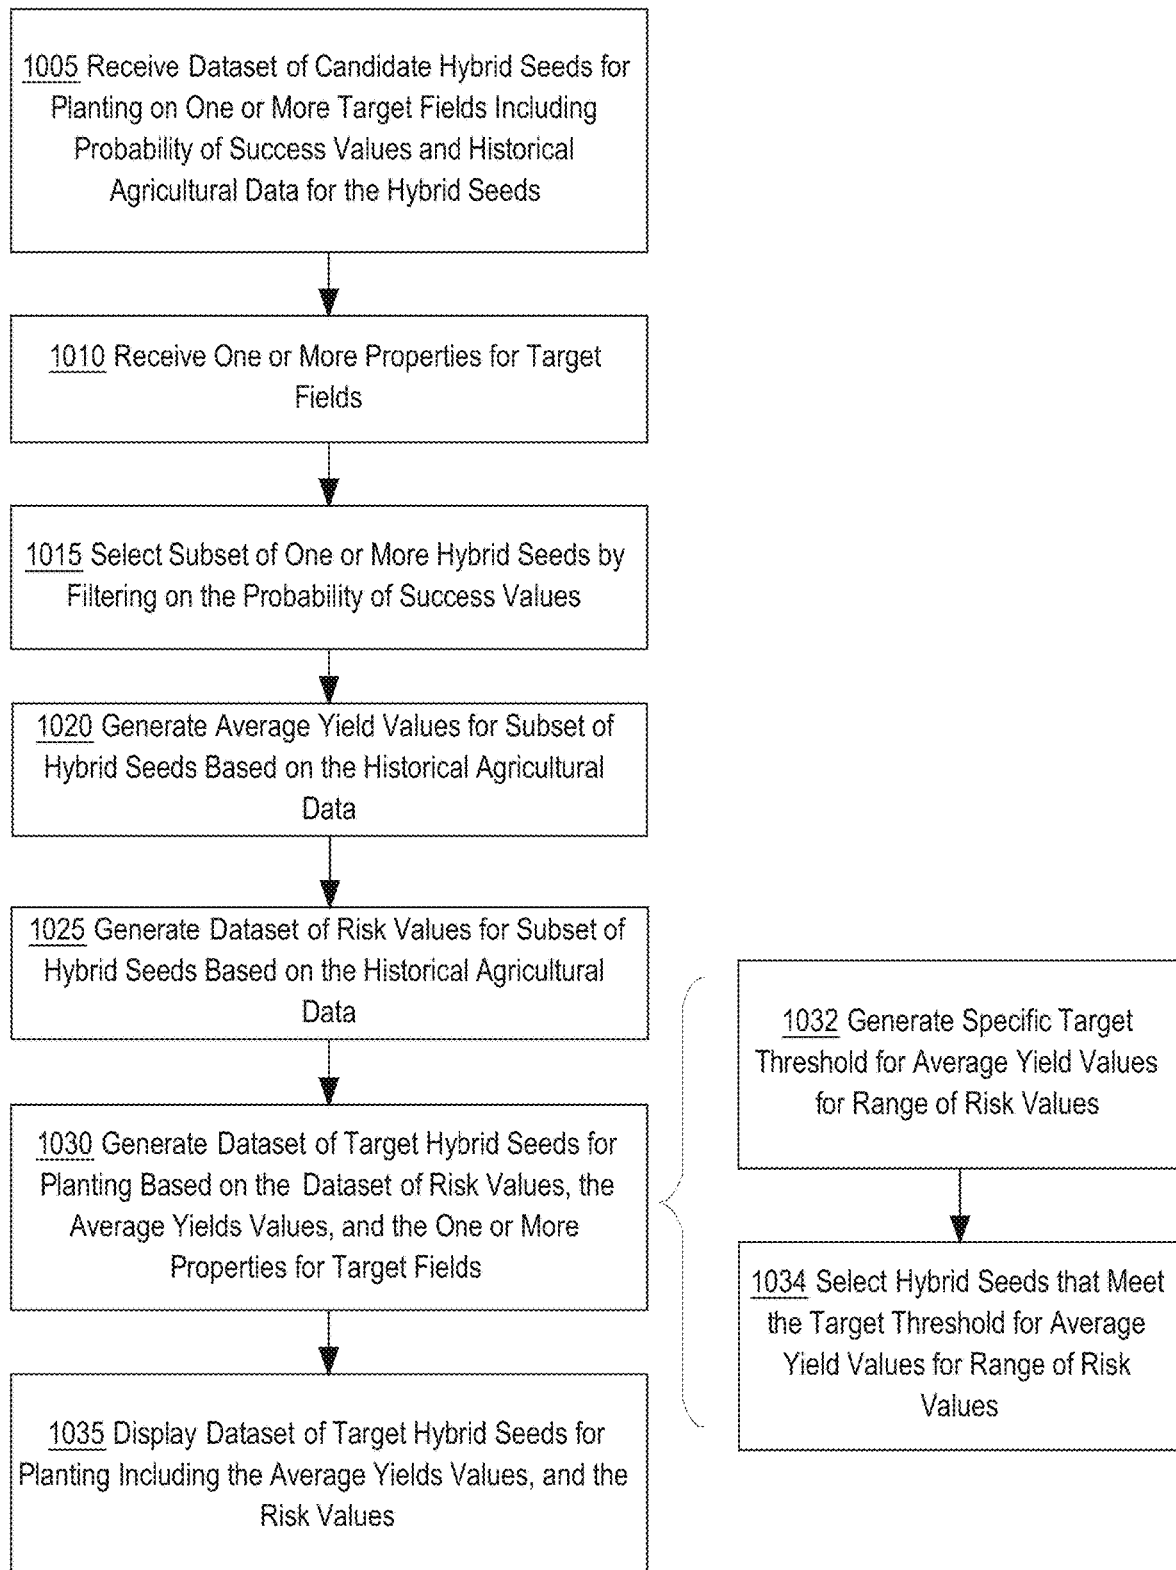 1005 Receive Dataset of Candidate Hybrid Seeds for
Planting on One or More Target Fields Including
Probability of Success Values and Historical
Agricultural Data for the Hybrid Seeds
1010 Receive One or More Properties for Target
Fields
1015 Select Subset of One or More Hybrid Seeds by
Filtering on the Probability of Success Values
1020 Generate Average Yield Values for Subset of
Hybrid Seeds Based on the Historical Agricultural
Data
1025 Generate Dataset of Risk Values for Subset of
Hybrid Seeds Based on the Historical Agricultural
Data
1030 Generate Dataset of Target Hybrid Seeds for
Planting Based on the Dataset of Risk Values, the
Average Yields Values, and the One or More
Properties for Target Fields
1032 Generate Specific Target
Threshold for Average Yield Values
for Range of Risk Values
1034 Select Hybrid Seeds that Meet
the Target Threshold for Average
Yield Values for Range of Risk
Values
1035 Display Dataset of Target Hybrid Seeds for
Planting Including the Average Yields Values, and the
Risk Values